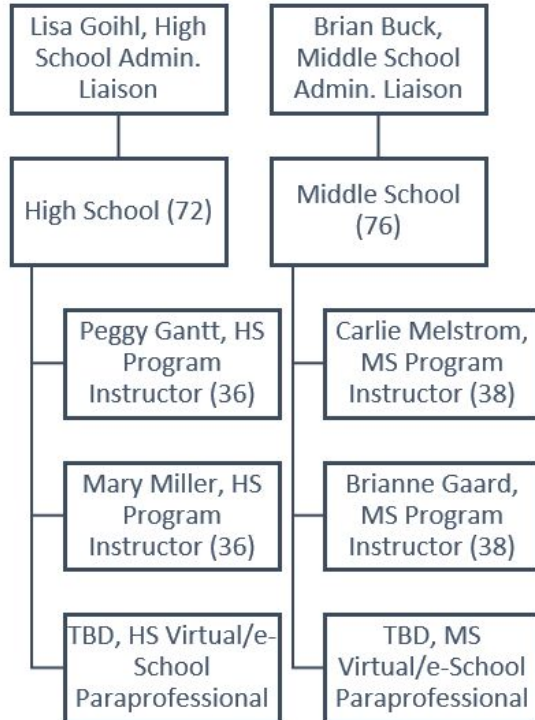 Lisa Goihl, High
School Admin.
Liaison
Brian Buck,
Middle School
Admin. Liaison
High School (72)
Middle School
(76)
Peggy Gantt, HS
Program
Instructor (36)
Carlie Melstrom,
MS Program
Instructor (38)
Mary Miller, HS
Program
Instructor (36)
Brianne Gaard,
MS Program
Instructor (38)
TBD, HS Virtual/e-
School
Paraprofessional
TBD, MS
Virtual/e-School
Paraprofessional